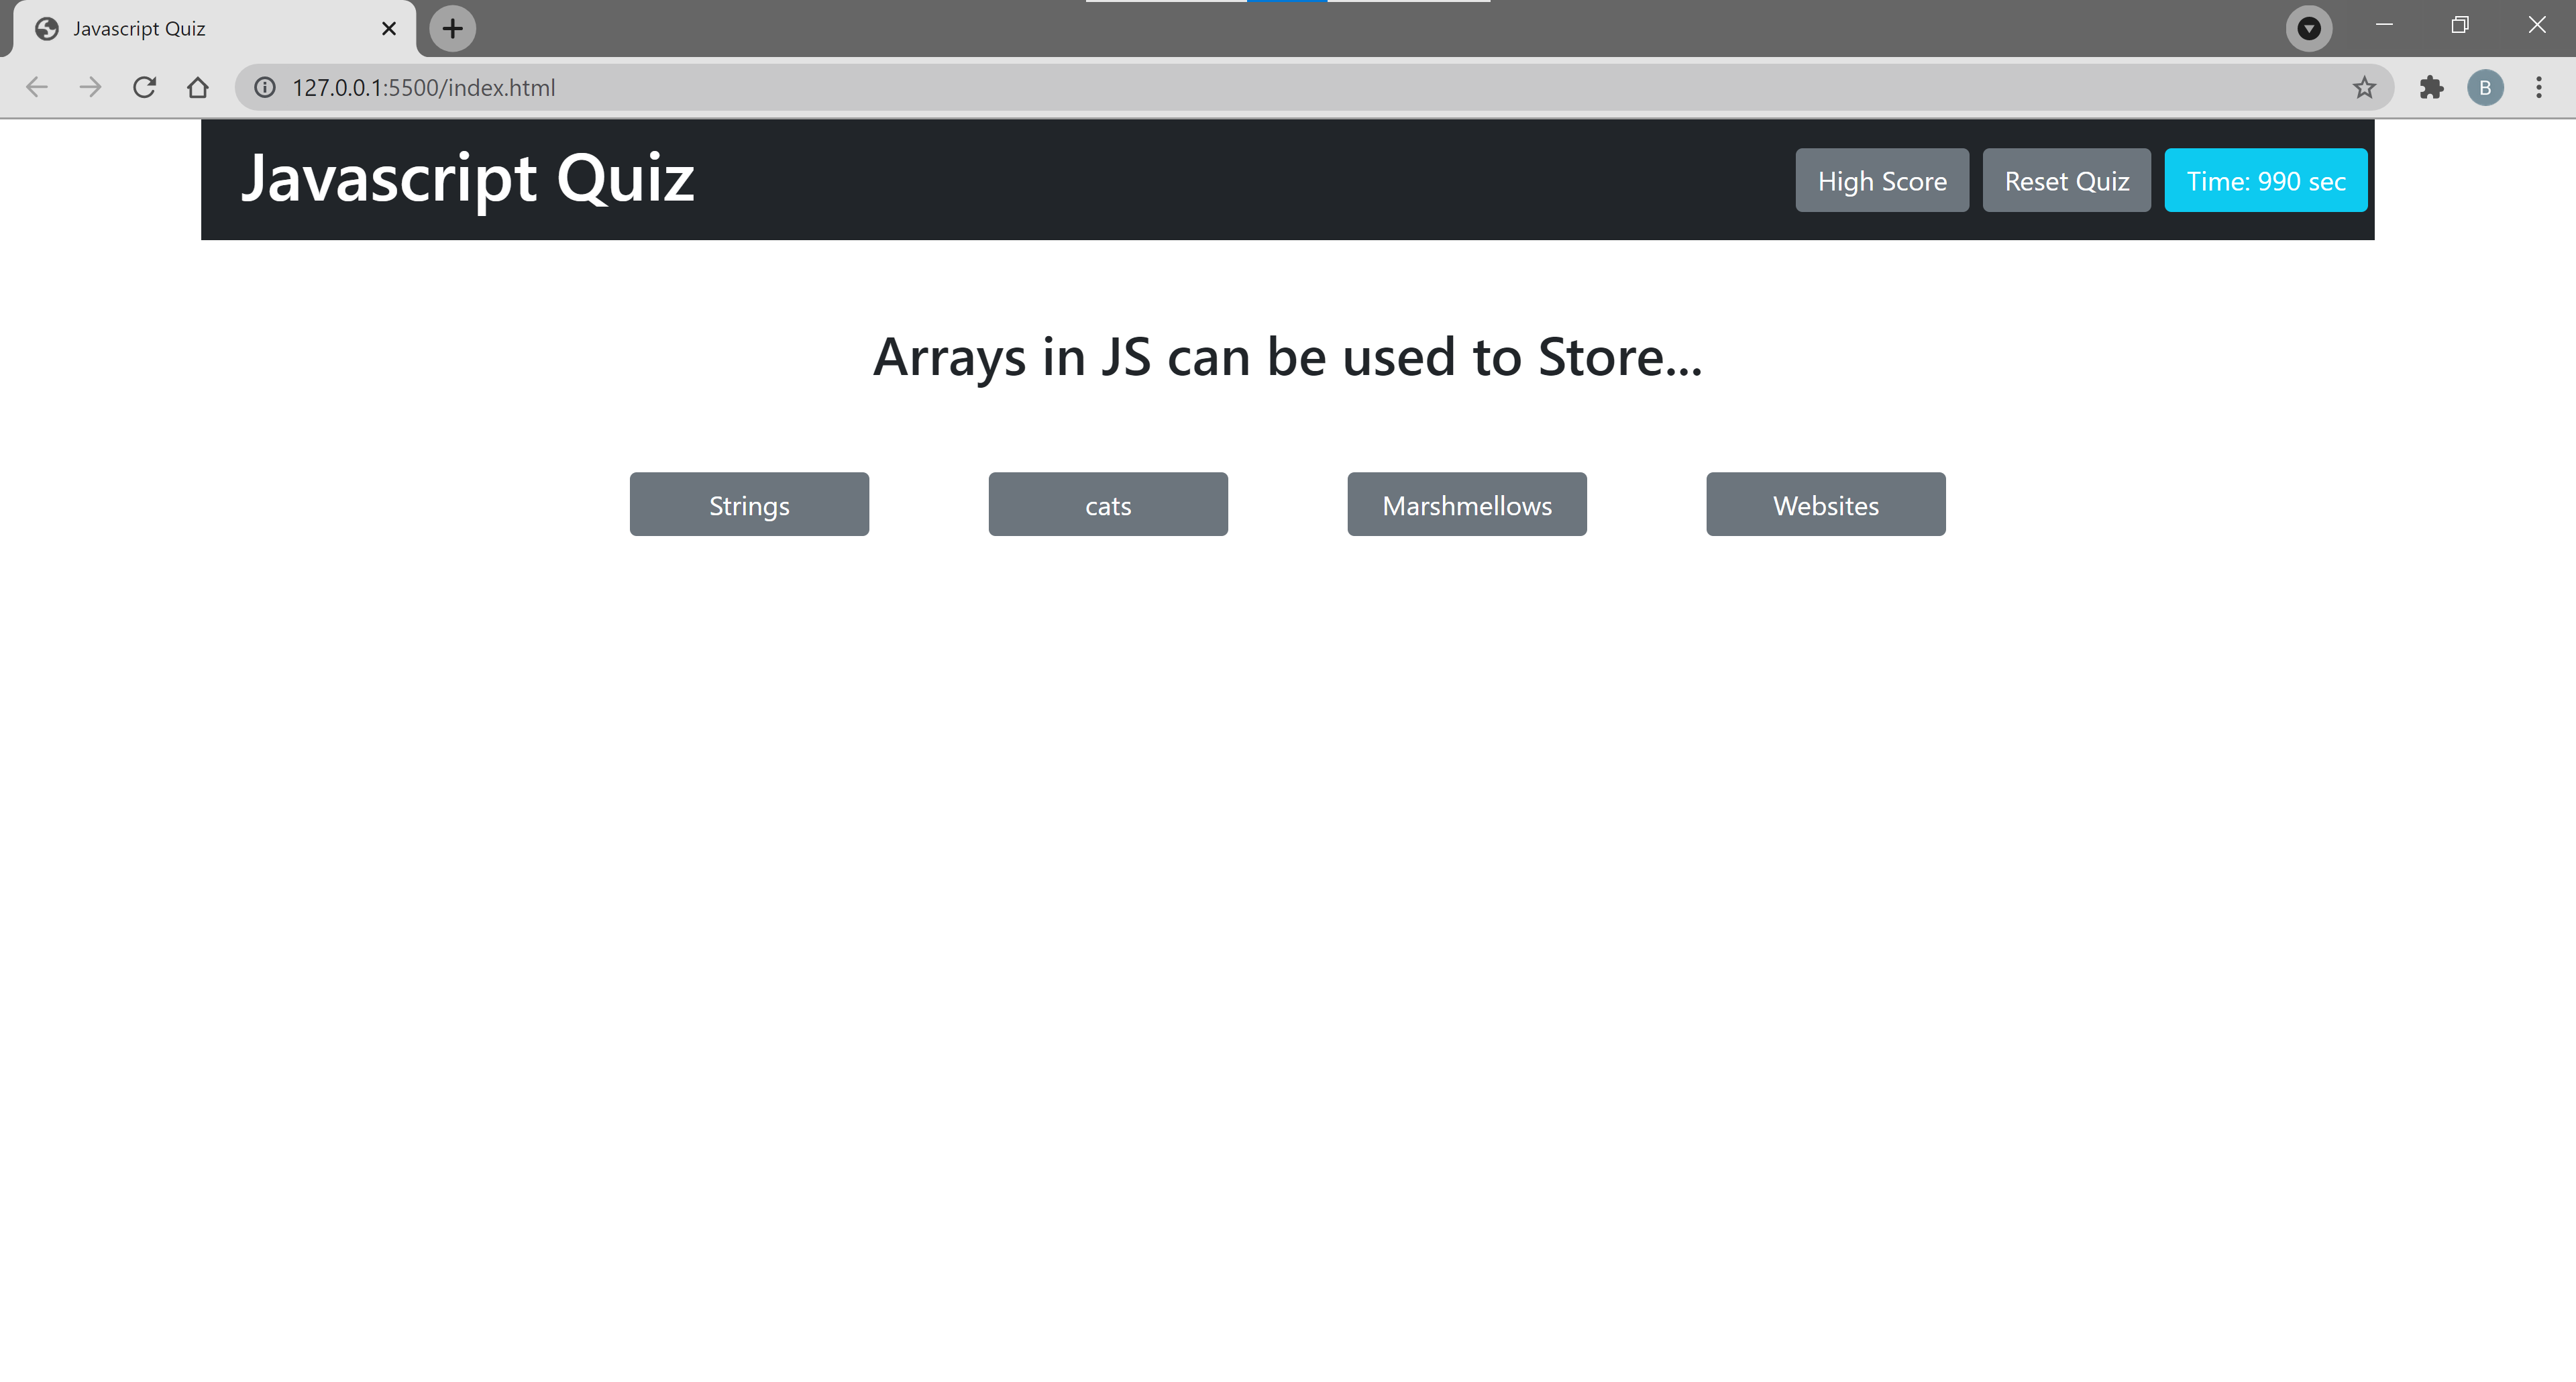 Javascript Quiz
127.0.0.1:5500/index.html
B
Javascript Quiz
High Score
Reset Quiz
Time: 990 sec
Arrays in JS can be used to Store...
Strings
cats
Marshmellows
Websites